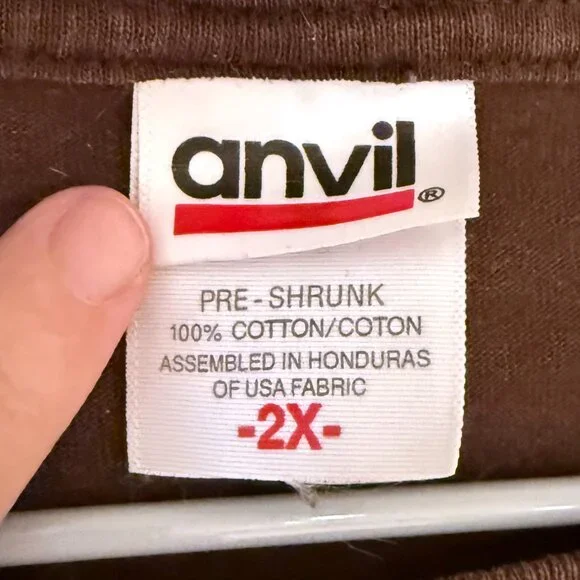 anvil®
PRE-SHRUNK
100% COTTON/COTON
ASSEMBLED IN HONDURAS
OF USA FABRIC
-2X-